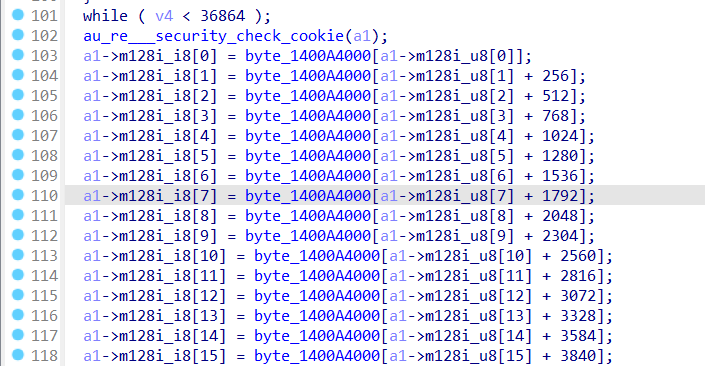 101 while ( v4 < 36864 );
102 au_re___security_check_cookie(a1);
103 a1->m128i_i8[0] = byte_1400A4000[a1->m128i_u8[0]];
104 a1->m128i_i8[1] = byte_1400A4000[a1->m128i_u8[1] + 256];
105 a1->m128i_i8[2] = byte_1400A4000[a1->m128i_u8[2] + 512];
106 a1->m128i_i8[3] = byte_1400A4000[a1->m128i_u8[3] + 768];
107 a1->m128i_i8[4] = byte_1400A4000[a1->m128i_u8[4] + 1024];
108 a1->m128i_i8[5] = byte_1400A4000[a1->m128i_u8[5] + 1280];
109 a1->m128i_i8[6] = byte_1400A4000[a1->m128i_u8[6] + 1536];
110 a1->m128i_i8[7] = byte_1400A4000[a1->m128i_u8[7] + 1792];
111 a1->m128i_i8[8] = byte_1400A4000[a1->m128i_u8[8] + 2048];
112 a1->m128i_i8[9] = byte_1400A4000[a1->m128i_u8[9] + 2304];
113 a1->m128i_i8[10] = byte_1400A4000[a1->m128i_u8[10] + 2560];
114 a1->m128i_i8[11] = byte_1400A4000[a1->m128i_u8[11] + 2816];
115 a1->m128i_i8[12] = byte_1400A4000[a1->m128i_u8[12] + 3072];
116 a1->m128i_i8[13] = byte_1400A4000[a1->m128i_u8[13] + 3328];
117 a1->m128i_i8[14] = byte_1400A4000[a1->m128i_u8[14] + 3584];
118 a1->m128i_i8[15] = byte_1400A4000[a1->m128i_u8[15] + 3840];